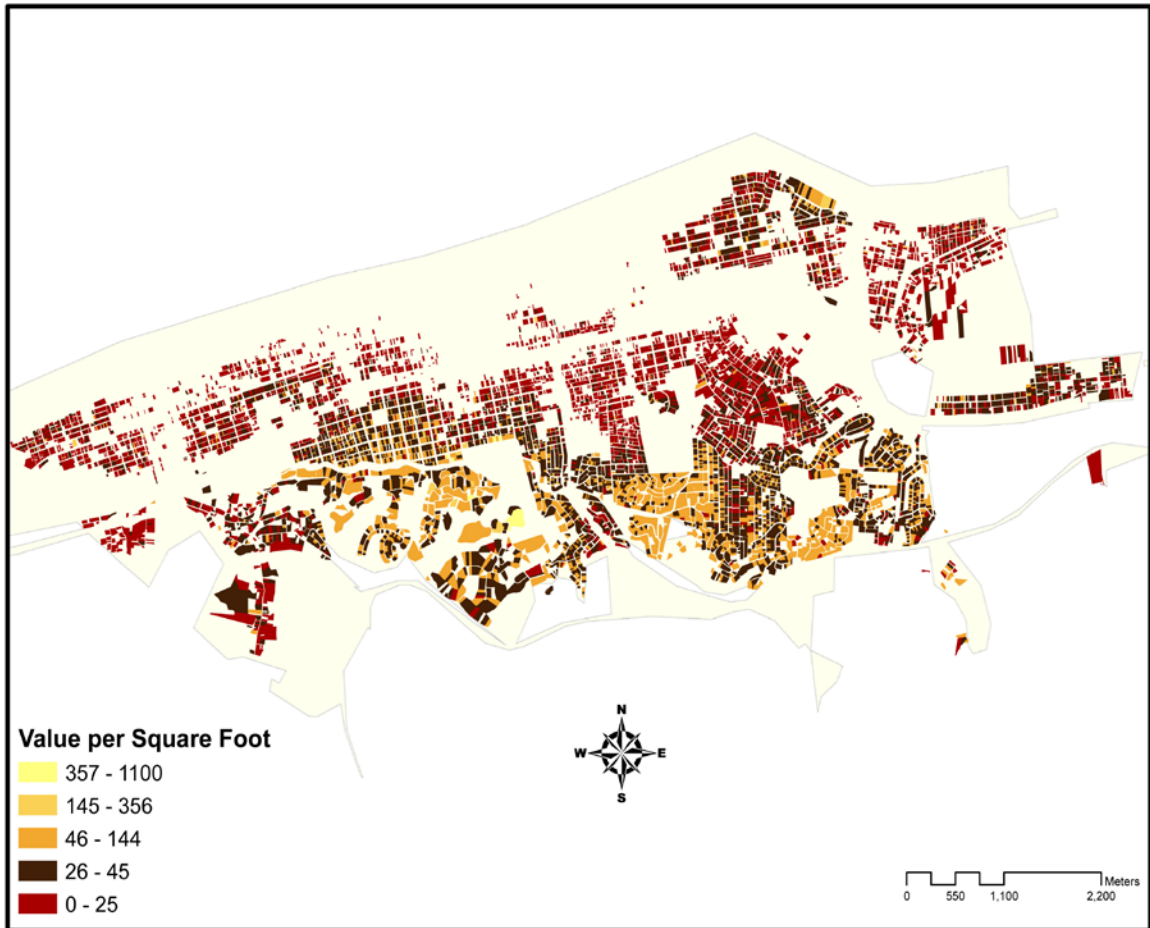 N
W E
S
Value per Square Foot
357 - 1100
145 - 356
46 - 144
26 - 45
0 - 25
Meters
0 550 1,100 2,200